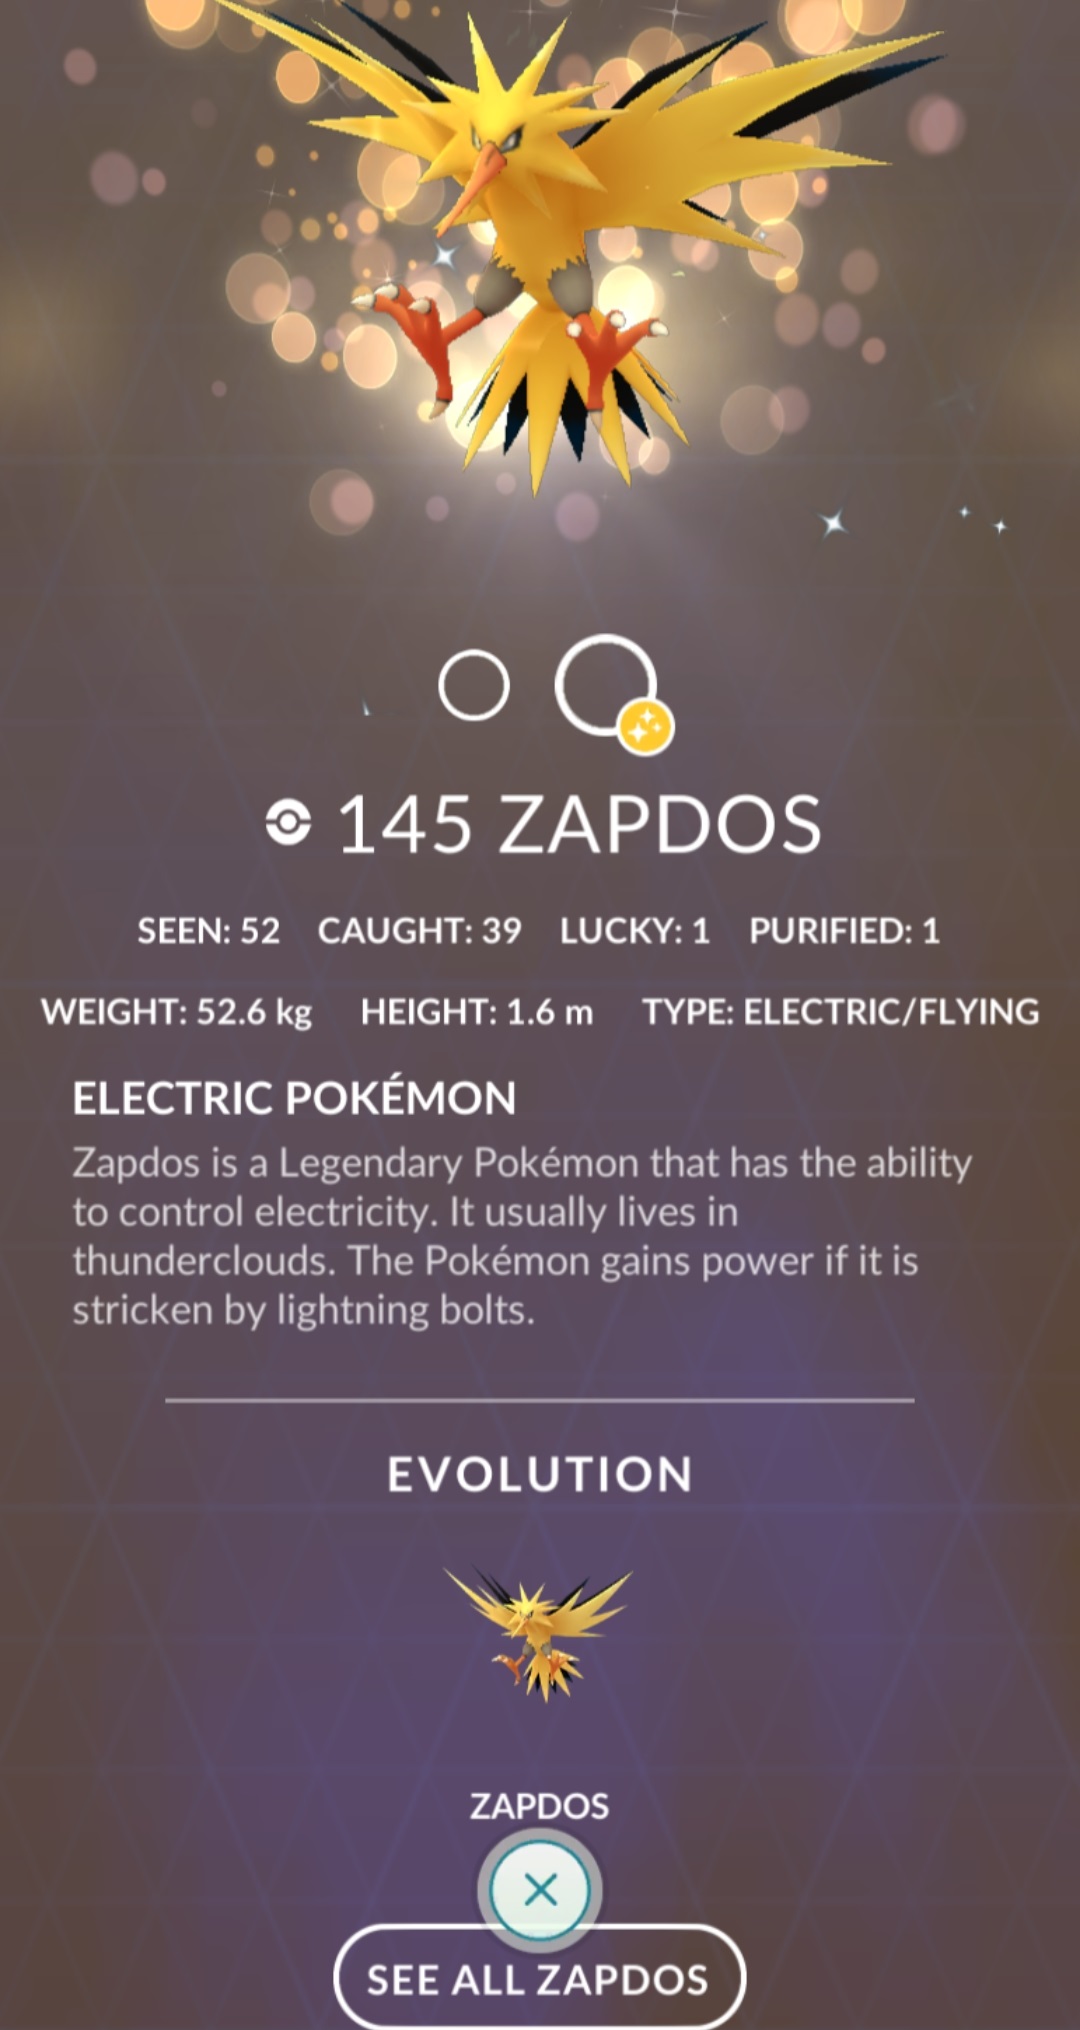 145 ZAPDOS
SEEN: 52 CAUGHT: 39 LUCKY: 1 PURIFIED: 1
WEIGHT: 52.6 kg HEIGHT: 1.6 m TYPE: ELECTRIC/FLYING
ELECTRIC POKÉMON
Zapdos is a Legendary Pokémon that has the ability
to control electricity. It usually lives in
thunderclouds. The Pokémon gains power if it is
stricken by lightning bolts.
EVOLUTION
ZAPDOS
SEE ALL ZAPDOS